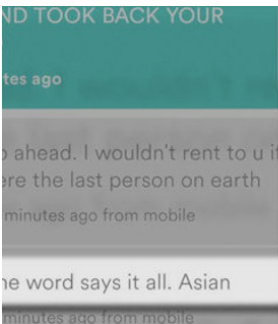 ND TOOK BACK YOUR
tes ago
ahead. I wouldn't rent to u if
ere the last person on earth
minutes ago from mobile
ne word says it all. Asian
minutes ago from mobile